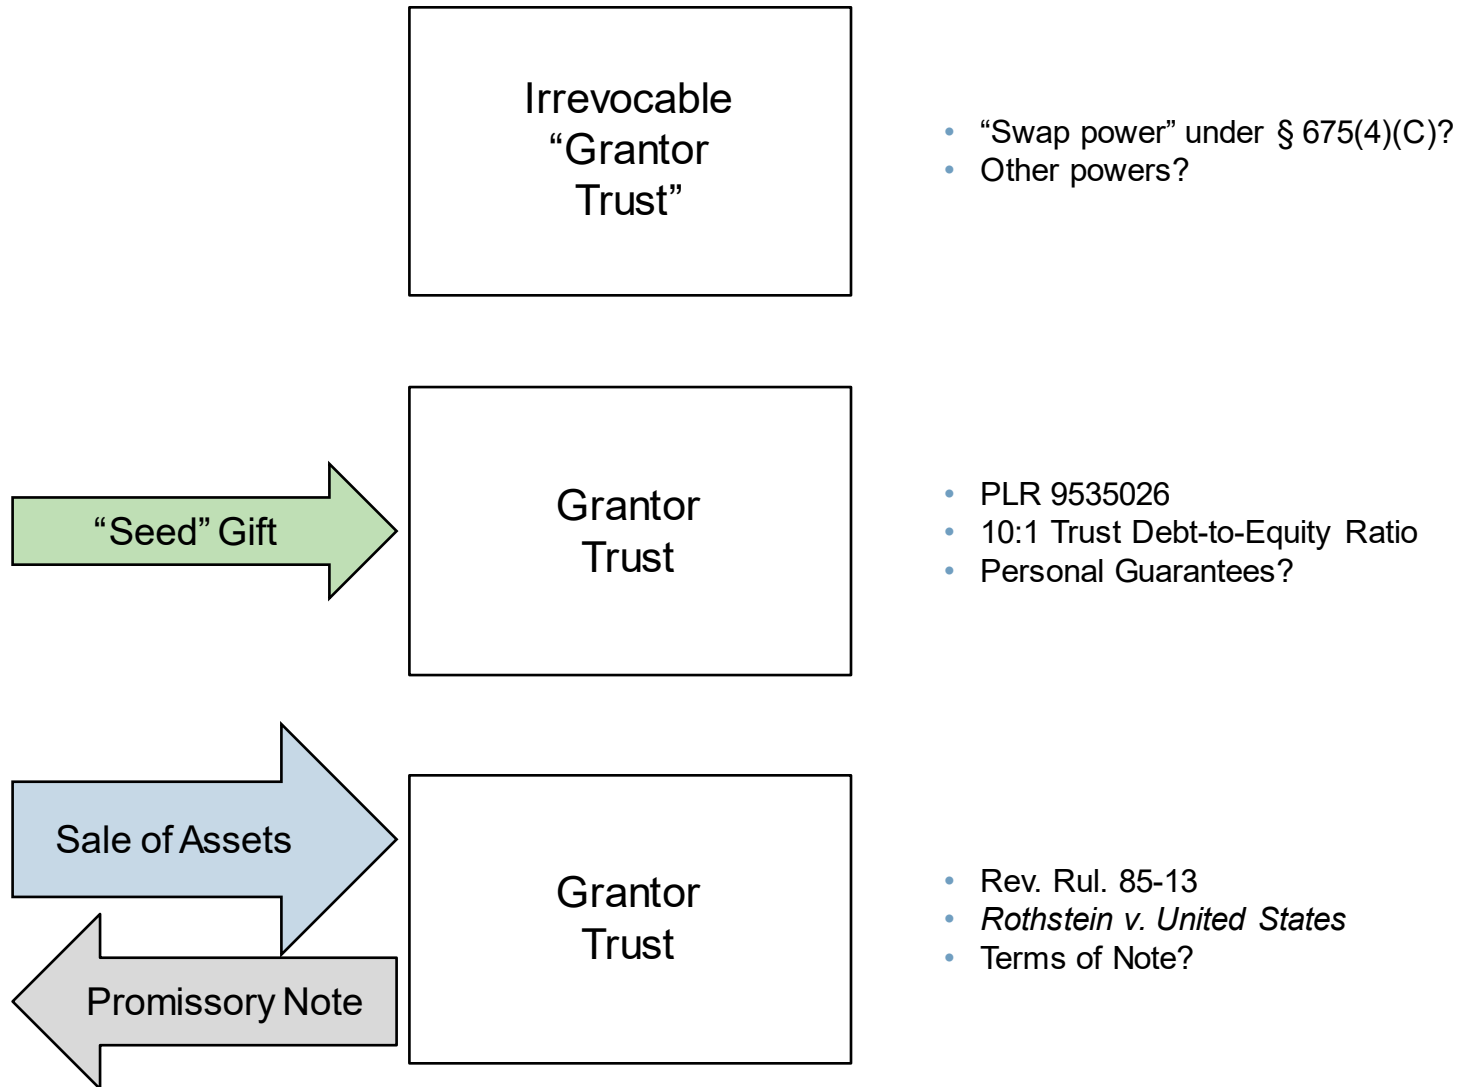 Irrevocable
“Grantor
Trust”
• “Swap power” under § 675(4)(C)?
• Other powers?
“Seed” Gift
Grantor
Trust
• PLR 9535026
• 10:1 Trust Debt-to-Equity Ratio
• Personal Guarantees?
Sale of Assets
Promissory Note
Grantor
Trust
• Rev. Rul. 85-13
• Rothstein v. United States
• Terms of Note?